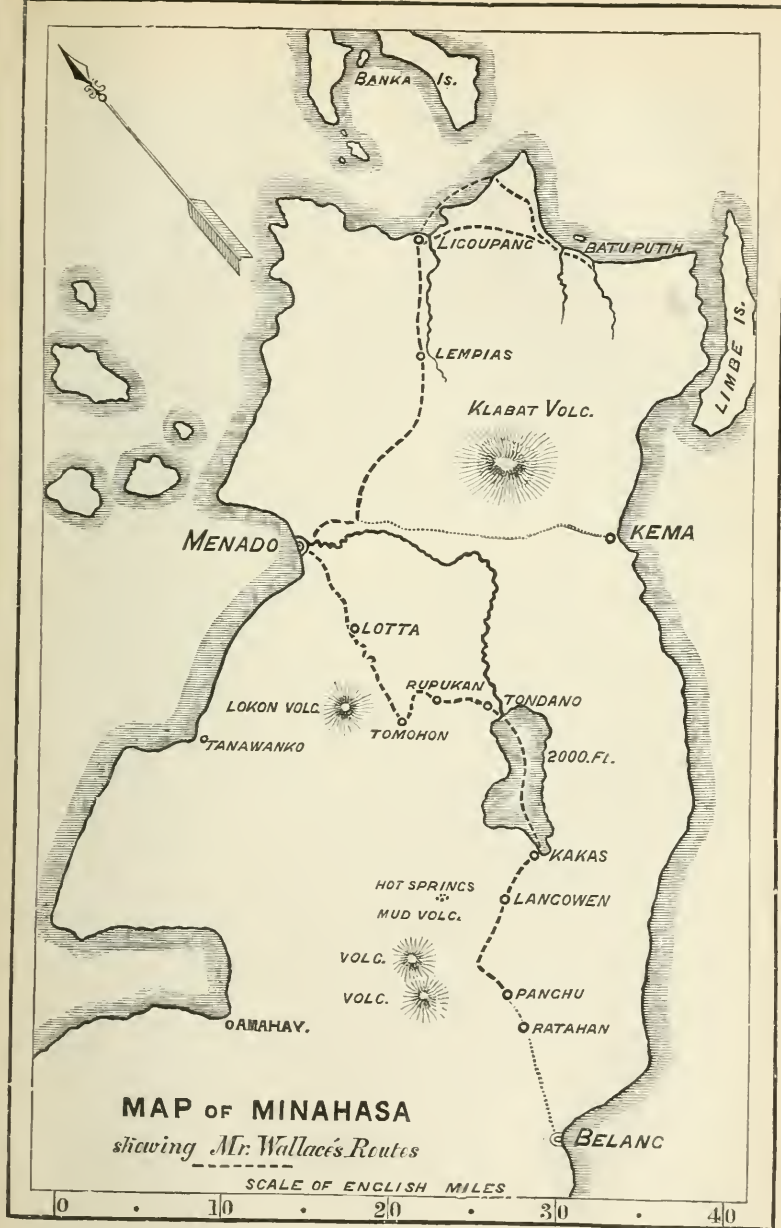 BANKA IS.
LICOUPANG
BATUPUTIH
LIMBE IS.
LEMPIAS
KLABAT VOLC.
MENADO
KEMA
LOTTA
RUPUKAN
LOKON VOLC.
TONDANO
TOMOHON
TANAWANKO
2000.Ft.
KAKAS
HOT SPRINGS
MUD VOLC.
LANGOWEN
VOLC.
PANGHU
VOLC.
RATAHAN
AMAHAY.
MAP OF MINAHASA
BELANG
shewing Mr. Wallace's Routes
SCALE OF ENGLISH MILES
0 10 20 30 40